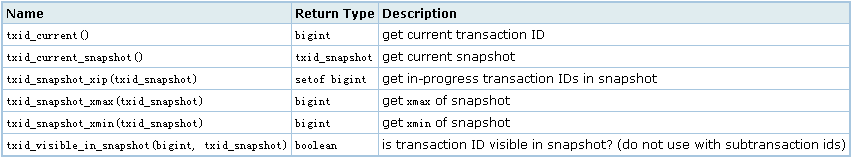 Name Return Type Description
txid_current() bigint get current transaction ID
txid_current_snapshot() txid_snapshot get current snapshot
txid_snapshot_xip(txid_snapshot) setof bigint get in-progress transaction IDs in snapshot
txid_snapshot_xmax(txid_snapshot) bigint get xmax of snapshot
txid_snapshot_xmin(txid_snapshot) bigint get xmin of snapshot
txid_visible_in_snapshot(bigint, txid_snapshot) boolean is transaction ID visible in snapshot? (do not use with subtransaction ids)